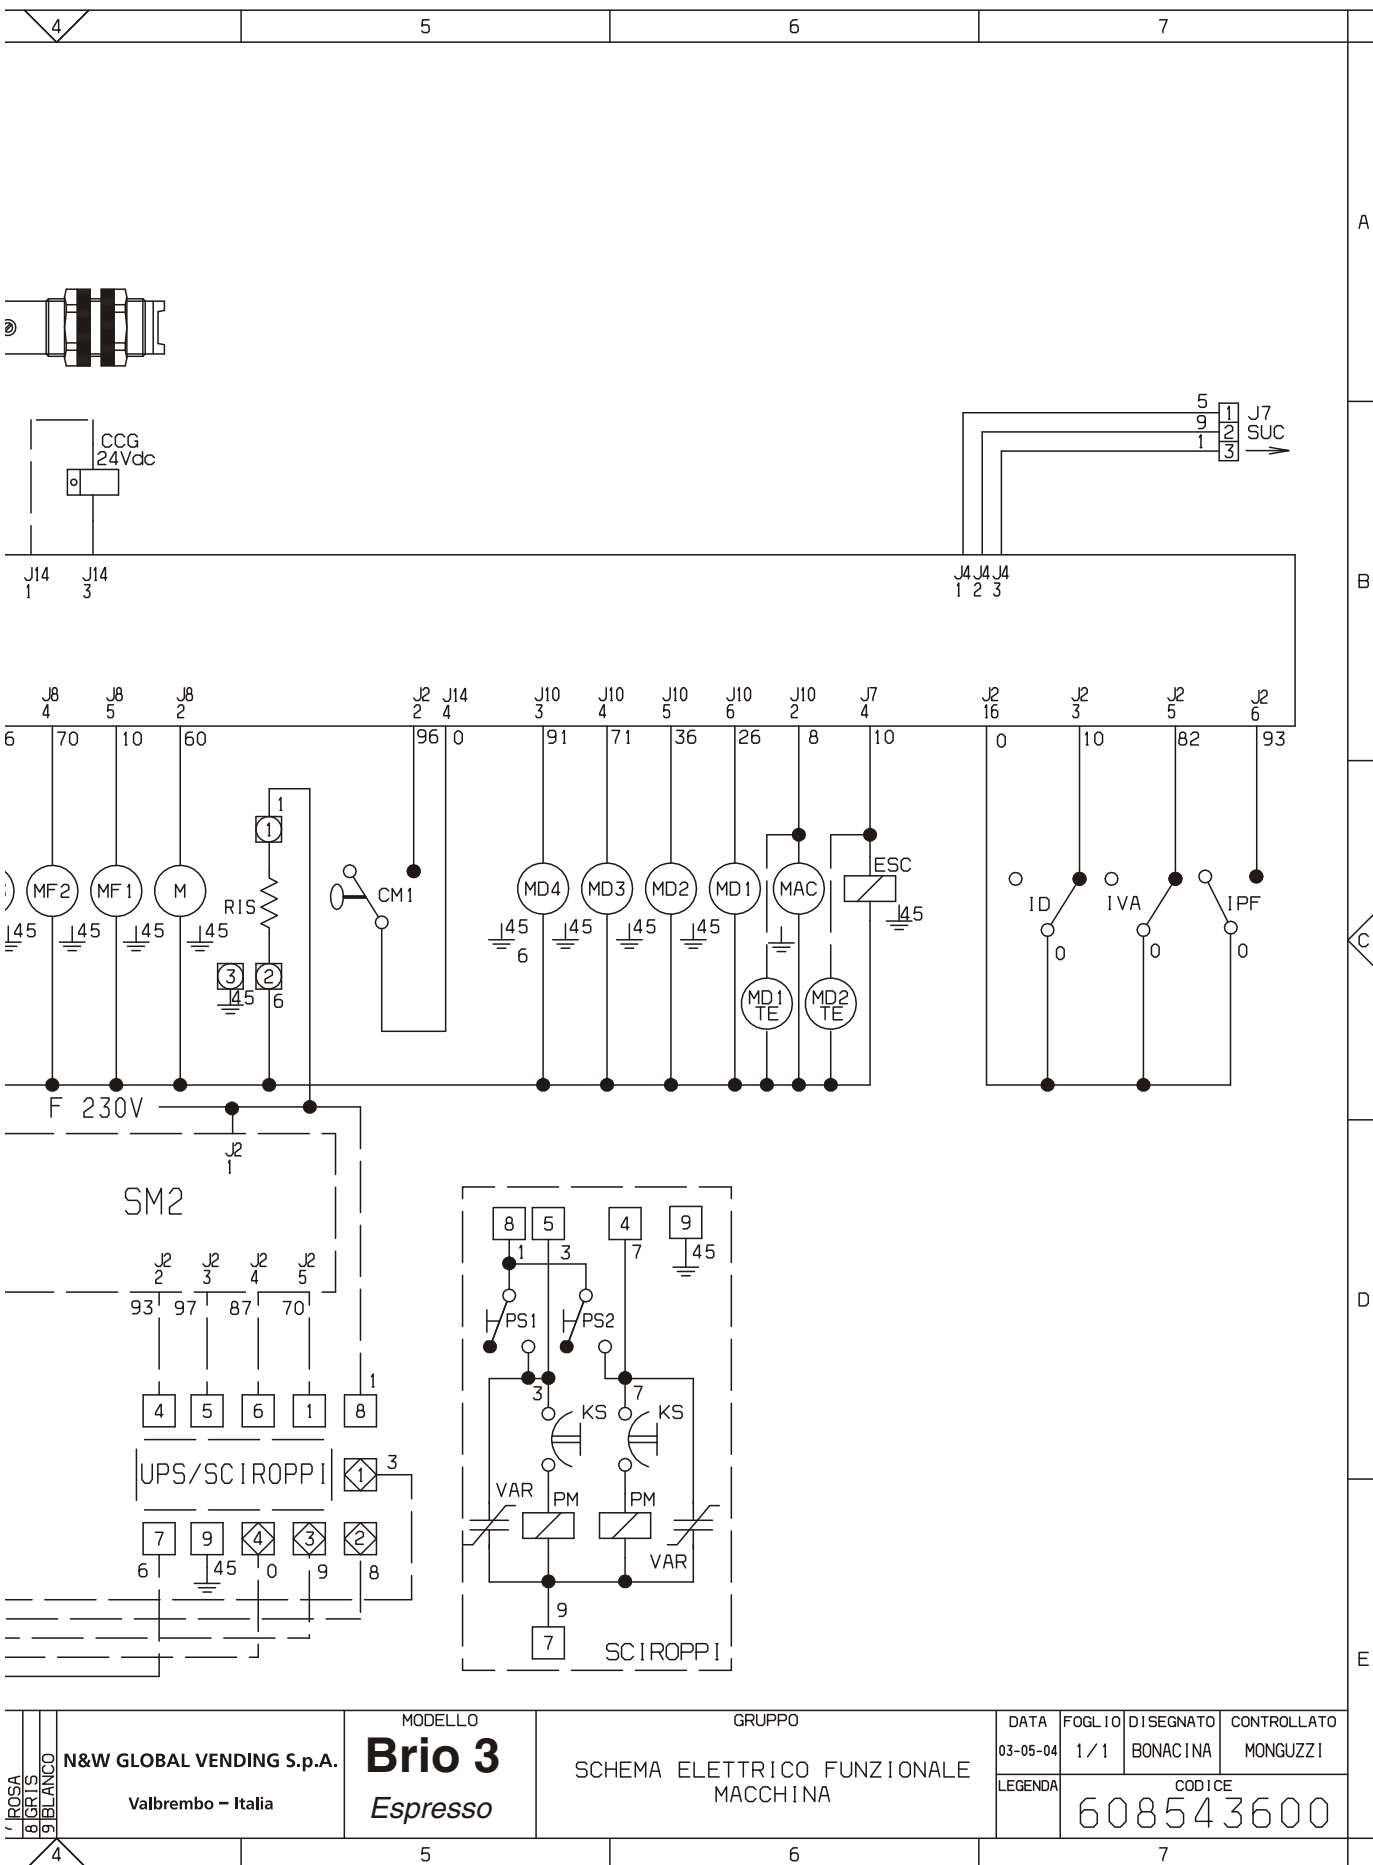 4 5 6 7
A
CCG
24Vdc
5 1 J7
9 2 SUC
1 3
J14 J14 J4 J4 J4
1 3 1 2 3
B
J8 J8 J8 J2 J14 J10 J10 J10 J10 J10 J7 J2 J2 J2 J2
4 5 2 2 4 3 4 5 6 2 4 16 3 5 6
6 70 10 60 96 0 91 71 36 26 8 10 0 10 82 93
1
1
MF2 MF1 M RIS CM1 MD4 MD3 MD2 MD1 MAC ESC ID IVA IPF
45 45 45 45 45 45 45 45 45
6 0 0 0
C
3 2
45 6
MD1 TE MD2 TE
F 230V
J2
1
SM2
8 5 4 9
1 3 7 45
J2 J2 J2 J2
2 3 4 5
93 97 87 70
PS1 PS2
D
1
3 7
4 5 6 1 8
KS KS
UPS/SCIROPPI 1 3
VAR PM PM
7 9 4 3 2
VAR
6 45 0 9 8
9
7
SCIROPPI
E
ROSA
8 GRIS
9 BLANCO
N&W GLOBAL VENDING S.p.A.
Valbrembo – Italia
MODELLO
Brio 3
Espresso
GRUPPO
SCHEMA ELETTRICO FUNZIONALE
MACCHINA
DATA FOGLIO DISEGNATO CONTROLLATO
03-05-04 1/1 BONACINA MONGUZZI
LEGENDA CODICE
608543600
4 5 6 7